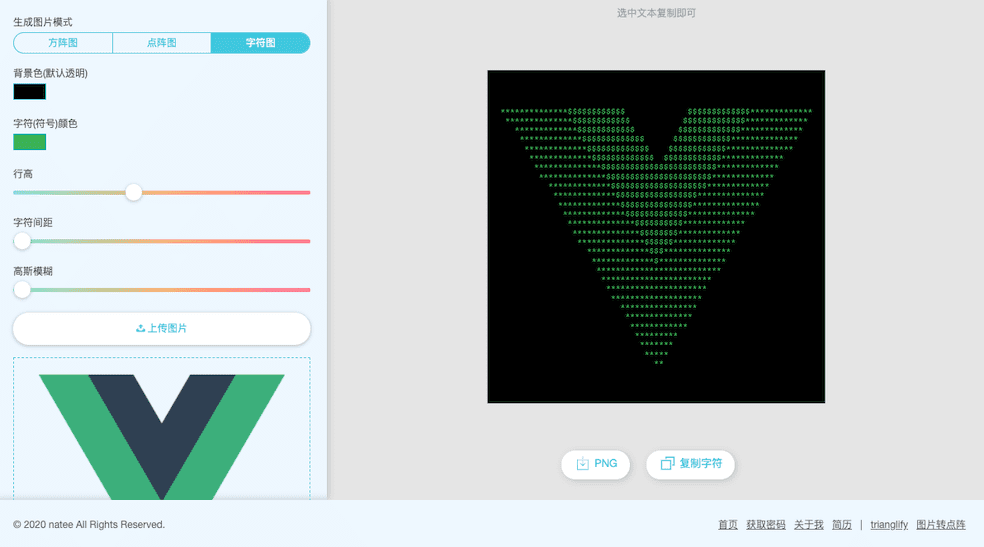 生成图片模式
方阵图 点阵图 字符图
背景色(默认透明)
字符(符号)颜色
行高
字符间距
高斯模糊
上传图片
选中文本复制即可
PNG 复制字符
© 2020 natee All Rights Reserved.
首页 获取密码 关于我 简历 | trianglify 图片转点阵